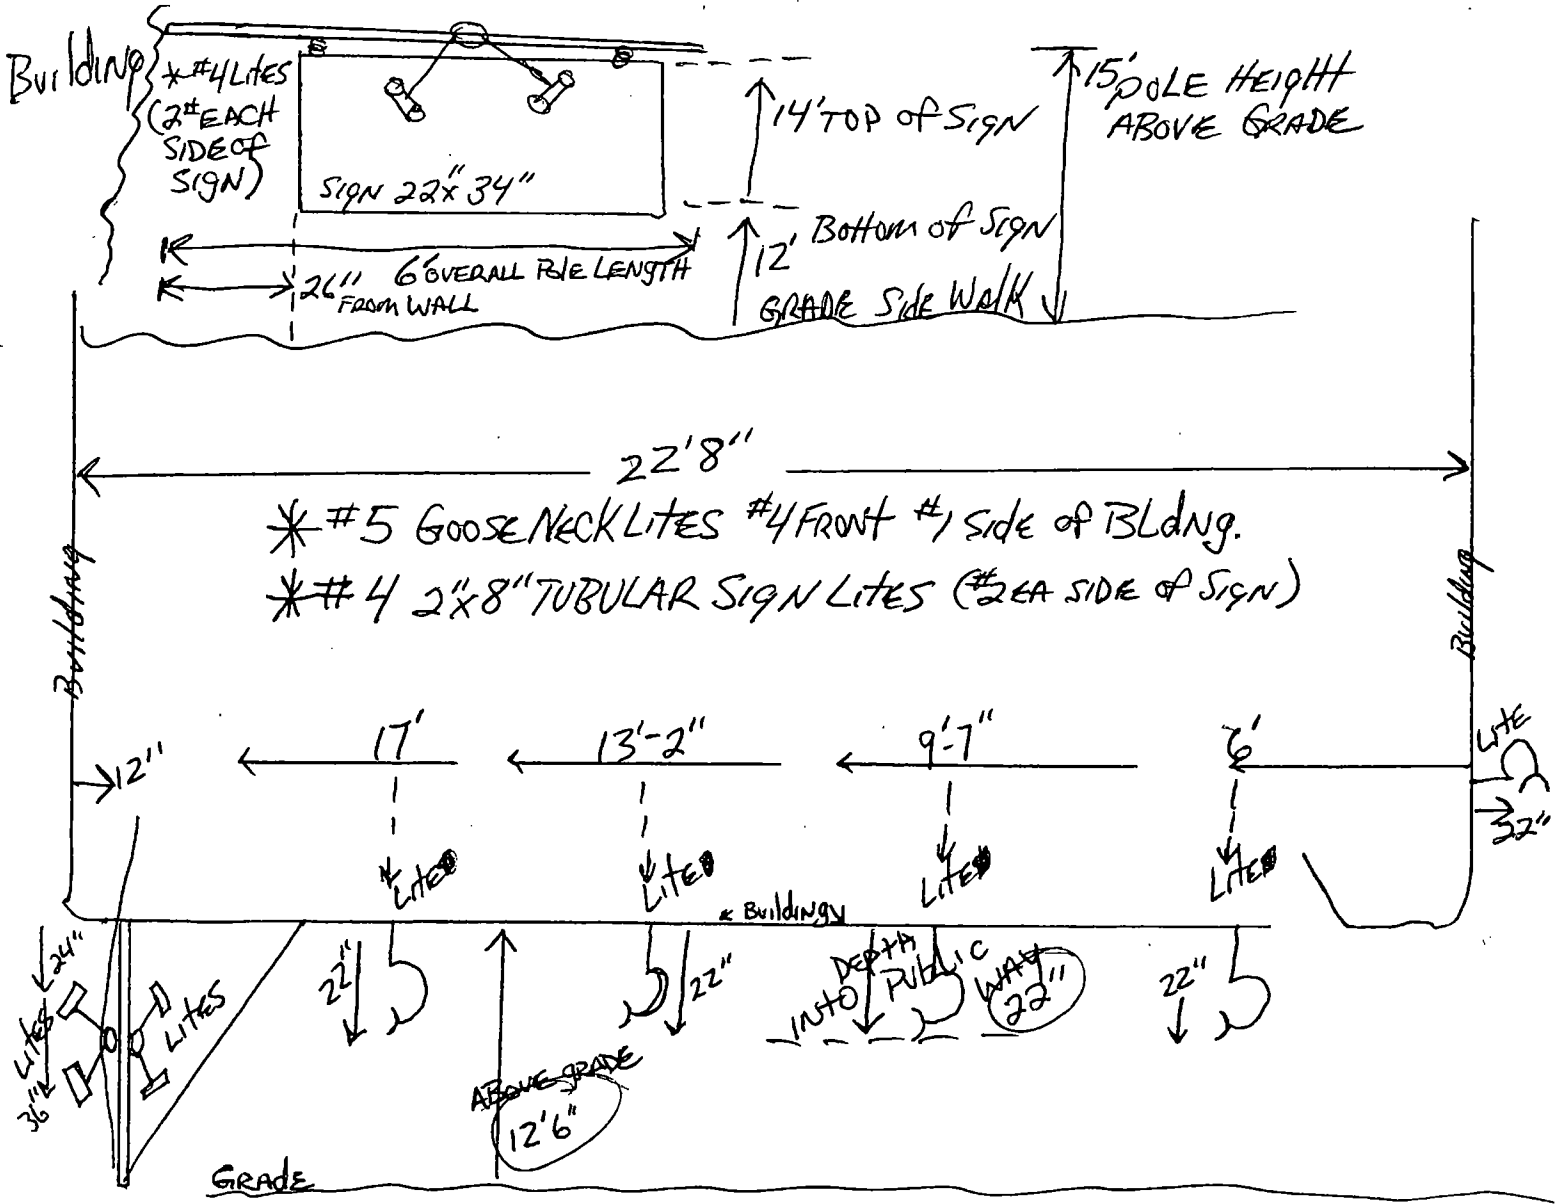 Building
* #4 LITES
(2# EACH
SIDE OF
SIGN)
SIGN 22"x 34"
14' TOP of SIGN
15' POLE HEIGHT
ABOVE GRADE
12' Bottom of SIGN
6' OVERALL POLE LENGTH
26" FROM WALL
GRADE Side Walk
22'8"
* #5 GOOSE NECK LITES #4 FRONT #1 Side of BLdNg.
* #4 2"x8" TUBULAR SIGN LITES (#2 EA SIDE of SIGN)
Building
Building
12"
17'
13'-2"
9'-7"
6'
LITE
22"
LITE
LITE
LITE
LITE
Building
24"
LITES
36"
LITES
22"
22"
DEPTH
INTO PUBLIC
WAY
22"
22"
ABOVE GRADE
12'6"
GRADE